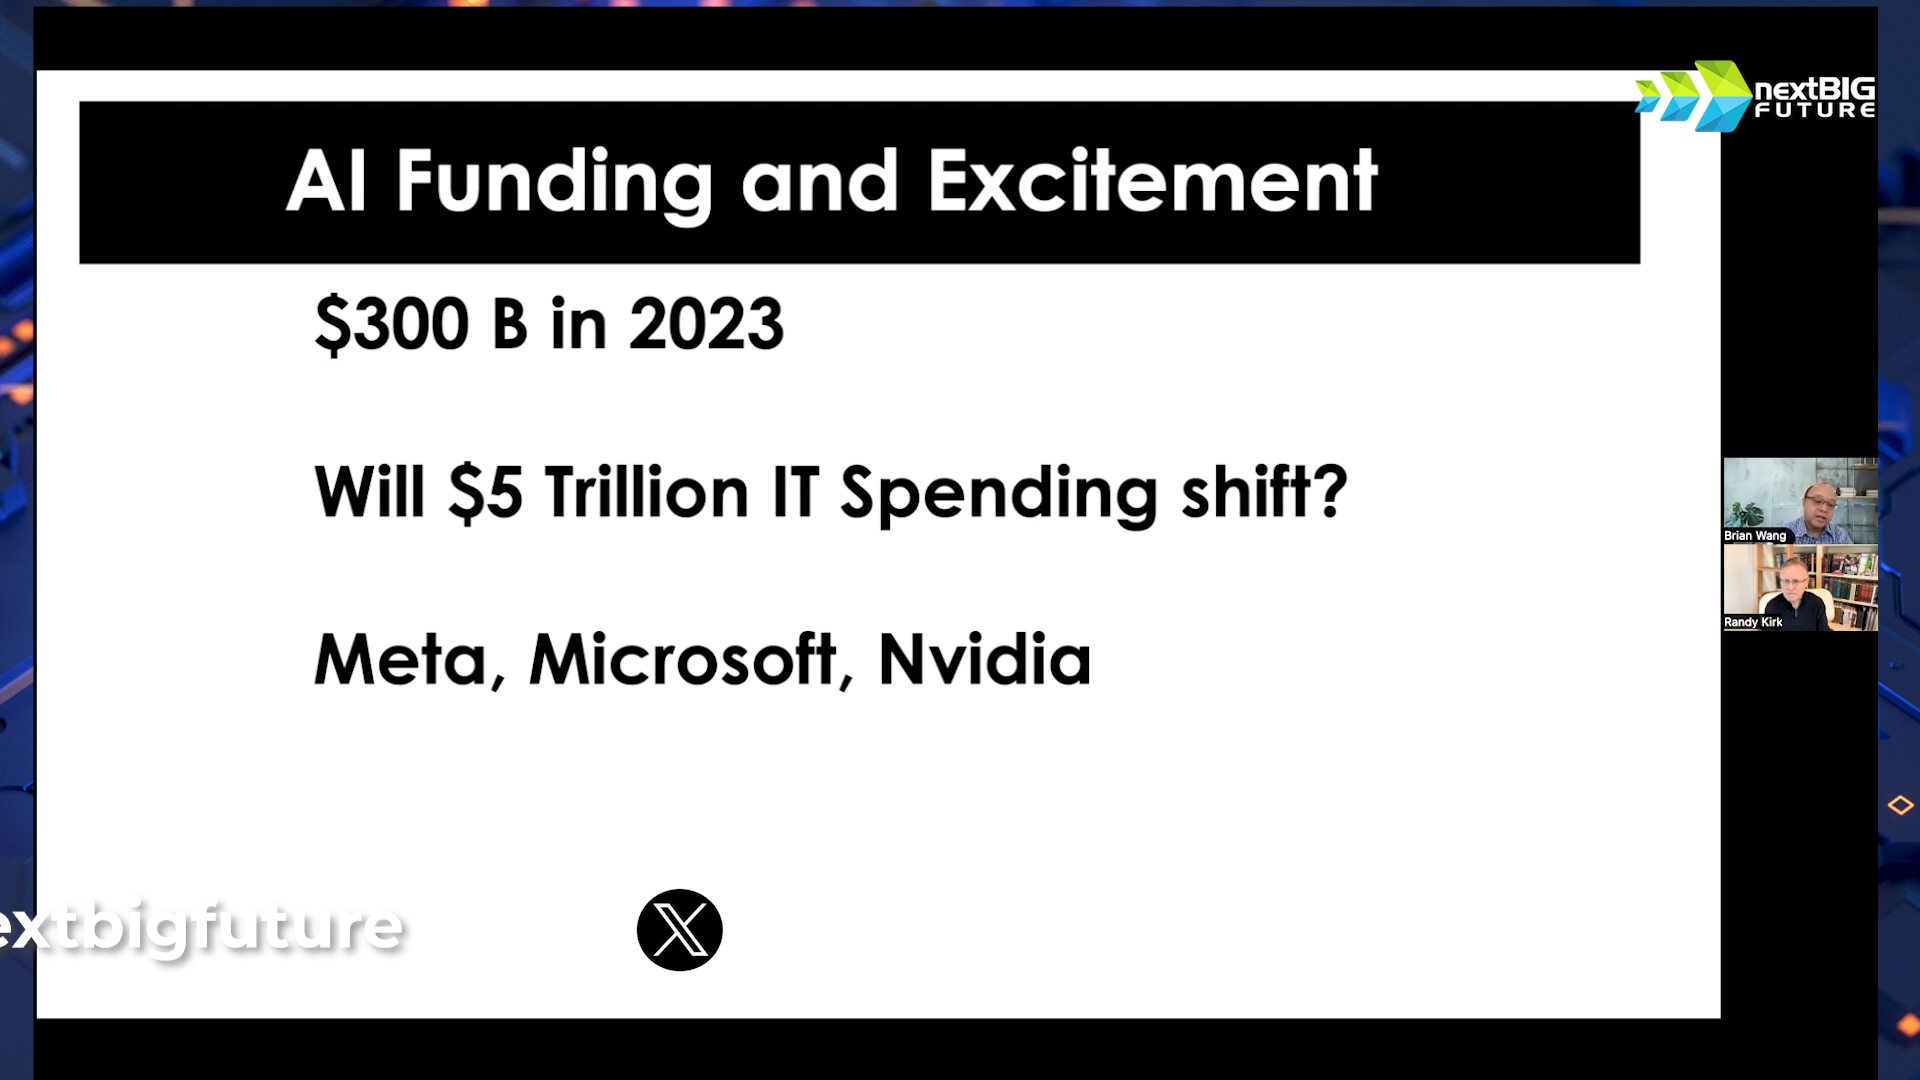 nextBIG
FUTURE
AI Funding and Excitement
$300 B in 2023
Will $5 Trillion IT Spending shift?
Meta, Microsoft, Nvidia
Brian Wang
Randy Kirk
extbigfuture
X